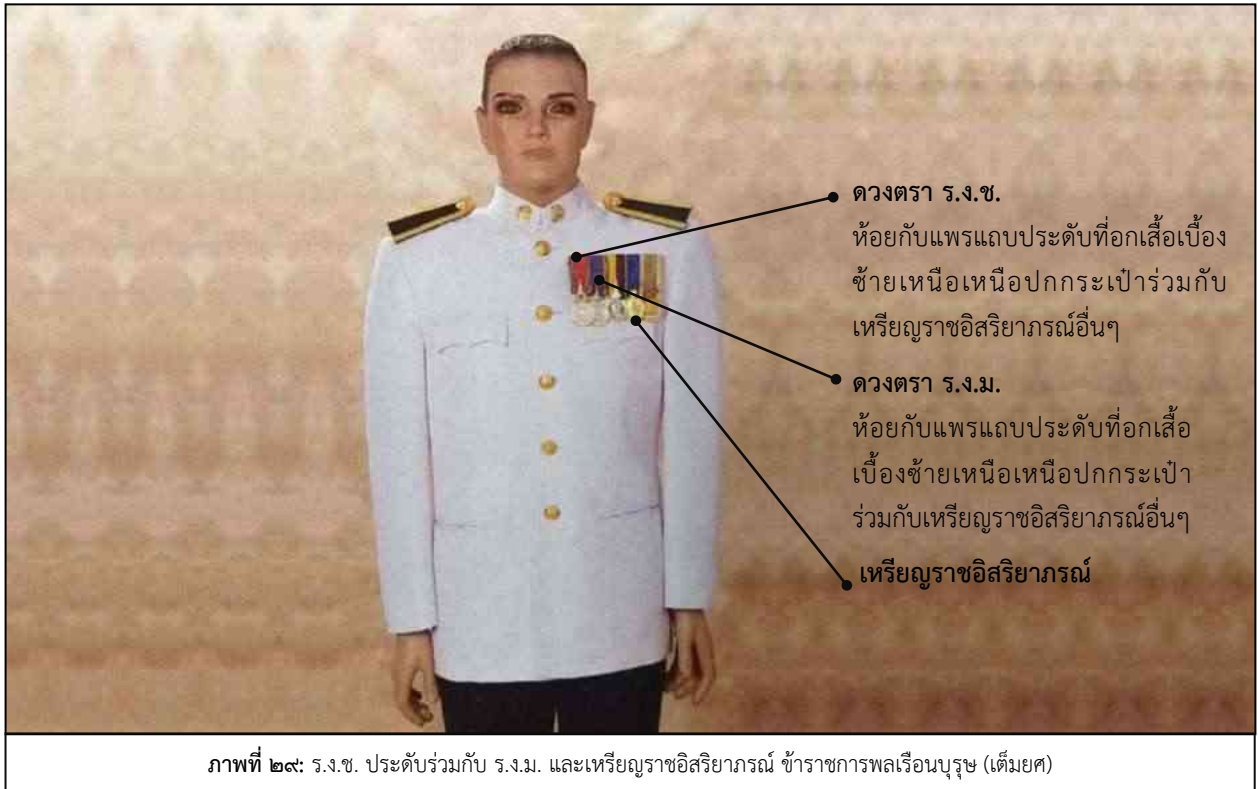 ดวงตรา ร.ง.ช.
ห้อยกับแพรแถบประดับที่อกเสื้อเบื้อง
ซ้ายเหนือเหนือปกกระเป๋าร่วมกับ
เหรียญราชอิสริยาภรณ์อื่นๆ
ดวงตรา ร.ง.ม.
ห้อยกับแพรแถบประดับที่อกเสื้อ
เบื้องซ้ายเหนือเหนือปกกระเป๋า
ร่วมกับเหรียญราชอิสริยาภรณ์อื่นๆ
เหรียญราชอิสริยาภรณ์
ภาพที่ ๒๙: ร.ง.ช. ประดับร่วมกับ ร.ง.ม. และเหรียญราชอิสริยาภรณ์ ข้าราชการพลเรือนบุรุษ (เต็มยศ)